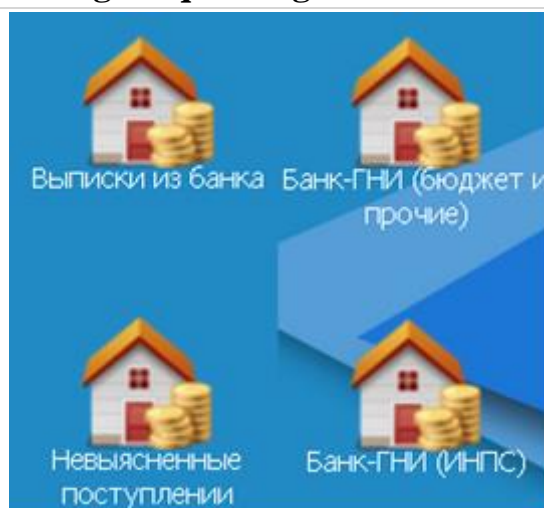 Выписки из банка
Банк-ГНИ (бюджет и
прочие)
Невыясненные
поступлении
Банк-ГНИ (ИНПС)